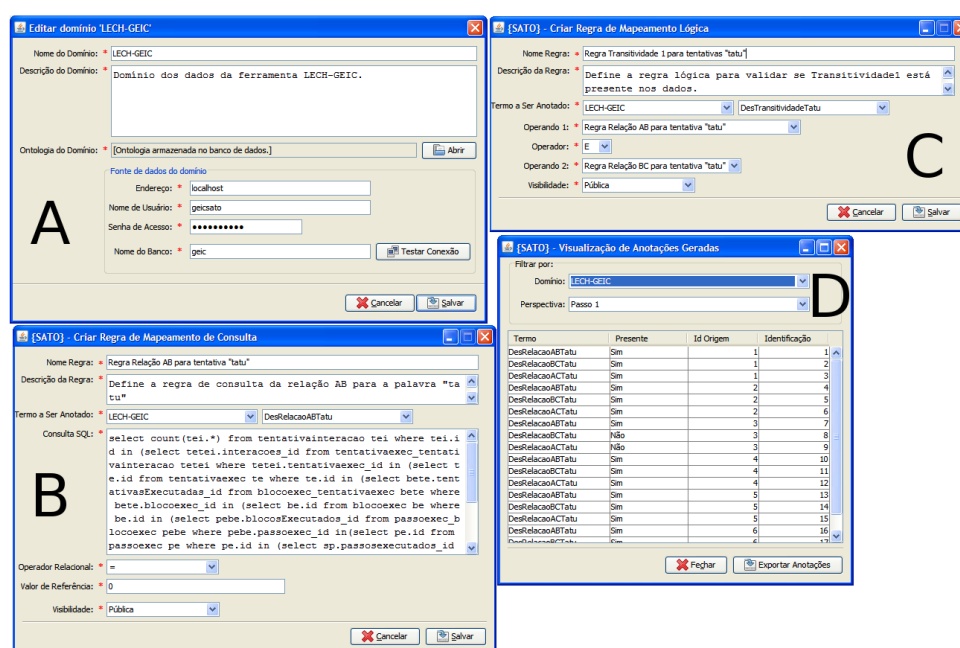 Editar domínio 'LECH-GEIC'
Nome do Domínio: * LECH-GEIC
Descrição do Domínio: * Domínio dos dados da ferramenta LECH-GEIC.
Ontologia do Domínio: * [Ontologia armazenada no banco de dados.] Abrir
Fonte de dados do domínio
Endereço: * localhost
Nome de Usuário: * geicsato
Senha de Acesso: * ●●●●●●●●●●
Nome do Banco: * geic Testar Conexão
Cancelar Salvar
A
{SATO} - Criar Regra de Mapeamento de Consulta
Nome Regra: * Regra Relação AB para tentativa "tatu"
Descrição da Regra: * Define a regra de consulta da relação AB para a palavra "ta
tu"
Termo a Ser Anotado: * LECH-GEIC DesRelacaoABTatu
Consulta SQL: * select count(tei.*) from tentativainteracao tei where tei.i
d in (select tetei.interacoes_id from tentativaexec_tentati
vainteracao tetei where tetei.tentativaexec_id in (select t
e.id from tentativaexec te where te.id in (select bete.tent
ativasExecutadas_id from blocoexec_tentativaexec bete where
bete.blocoexec_id in (select be.id from blocoexec be where
be.id in (select pebe.blocosExecutados_id from passoexec_b
locoexec pebe where pebe.passoexec_id in(select pe.id from
passoexec pe where pe.id in (select sp.passosexecutados_id
Operador Relacional: * =
Valor de Referência: * 0
Visibilidade: * Pública
Cancelar Salvar
B
{SATO} - Criar Regra de Mapeamento Lógica
Nome Regra: * Regra Transitividade 1 para tentativas "tatu"
Descrição da Regra: * Define a regra lógica para validar se Transitividade1 está
presente nos dados.
Termo a Ser Anotado: * LECH-GEIC DesTransitividadeTatu
Operando 1: * Regra Relação AB para tentativa "tatu"
Operador: * E
Operando 2: * Regra Relação BC para tentativa "tatu"
Visibilidade: * Pública
Cancelar Salvar
C
{SATO} - Visualização de Anotações Geradas
Filtrar por:
Domínio: LECH-GEIC
Perspectiva: Passo 1
D
Termo Presente Id Origem Identificação
DesRelacaoABTatu Sim 1 1
DesRelacaoBCTatu Sim 1 2
DesRelacaoACTatu Sim 1 3
DesRelacaoABTatu Sim 2 4
DesRelacaoBCTatu Sim 2 5
DesRelacaoACTatu Sim 2 6
DesRelacaoABTatu Sim 3 7
DesRelacaoBCTatu Não 3 8
DesRelacaoACTatu Não 3 9
DesRelacaoABTatu Sim 4 10
DesRelacaoBCTatu Sim 4 11
DesRelacaoACTatu Sim 4 12
DesRelacaoABTatu Sim 5 13
DesRelacaoBCTatu Sim 5 14
DesRelacaoACTatu Sim 5 15
DesRelacaoABTatu Sim 6 16
DesRelacaoBCTatu Sim 6 17
Fechar Exportar Anotações